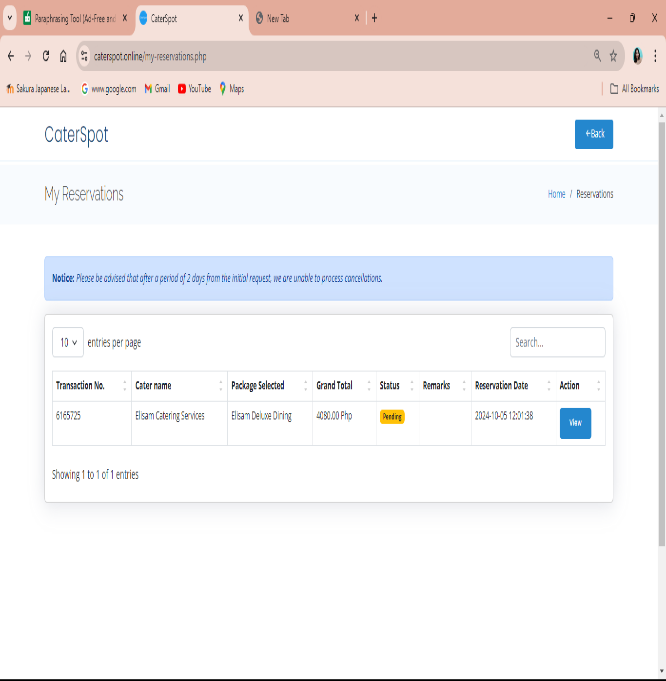 Paraphrasing Tool (Ad-Free and
CaterSpot
New Tab
caterspot.online/my-reservations.php
Sakura Japanese La...
www.google.com
Gmail
YouTube
Maps
All Bookmarks
CaterSpot
Back
My Reservations
Home / Reservations
Notice: Please be advised that after a period of 2 days from the initial request, we are unable to process cancellations.
10 entries per page
Search...
Transaction No. Cater name Package Selected Grand Total Status Remarks Reservation Date Action
6165725 Elisam Catering Services Elisam Deluxe Dining 4080.00 Php Pending 2024-10-05 12:01:38 View
Showing 1 to 1 of 1 entries